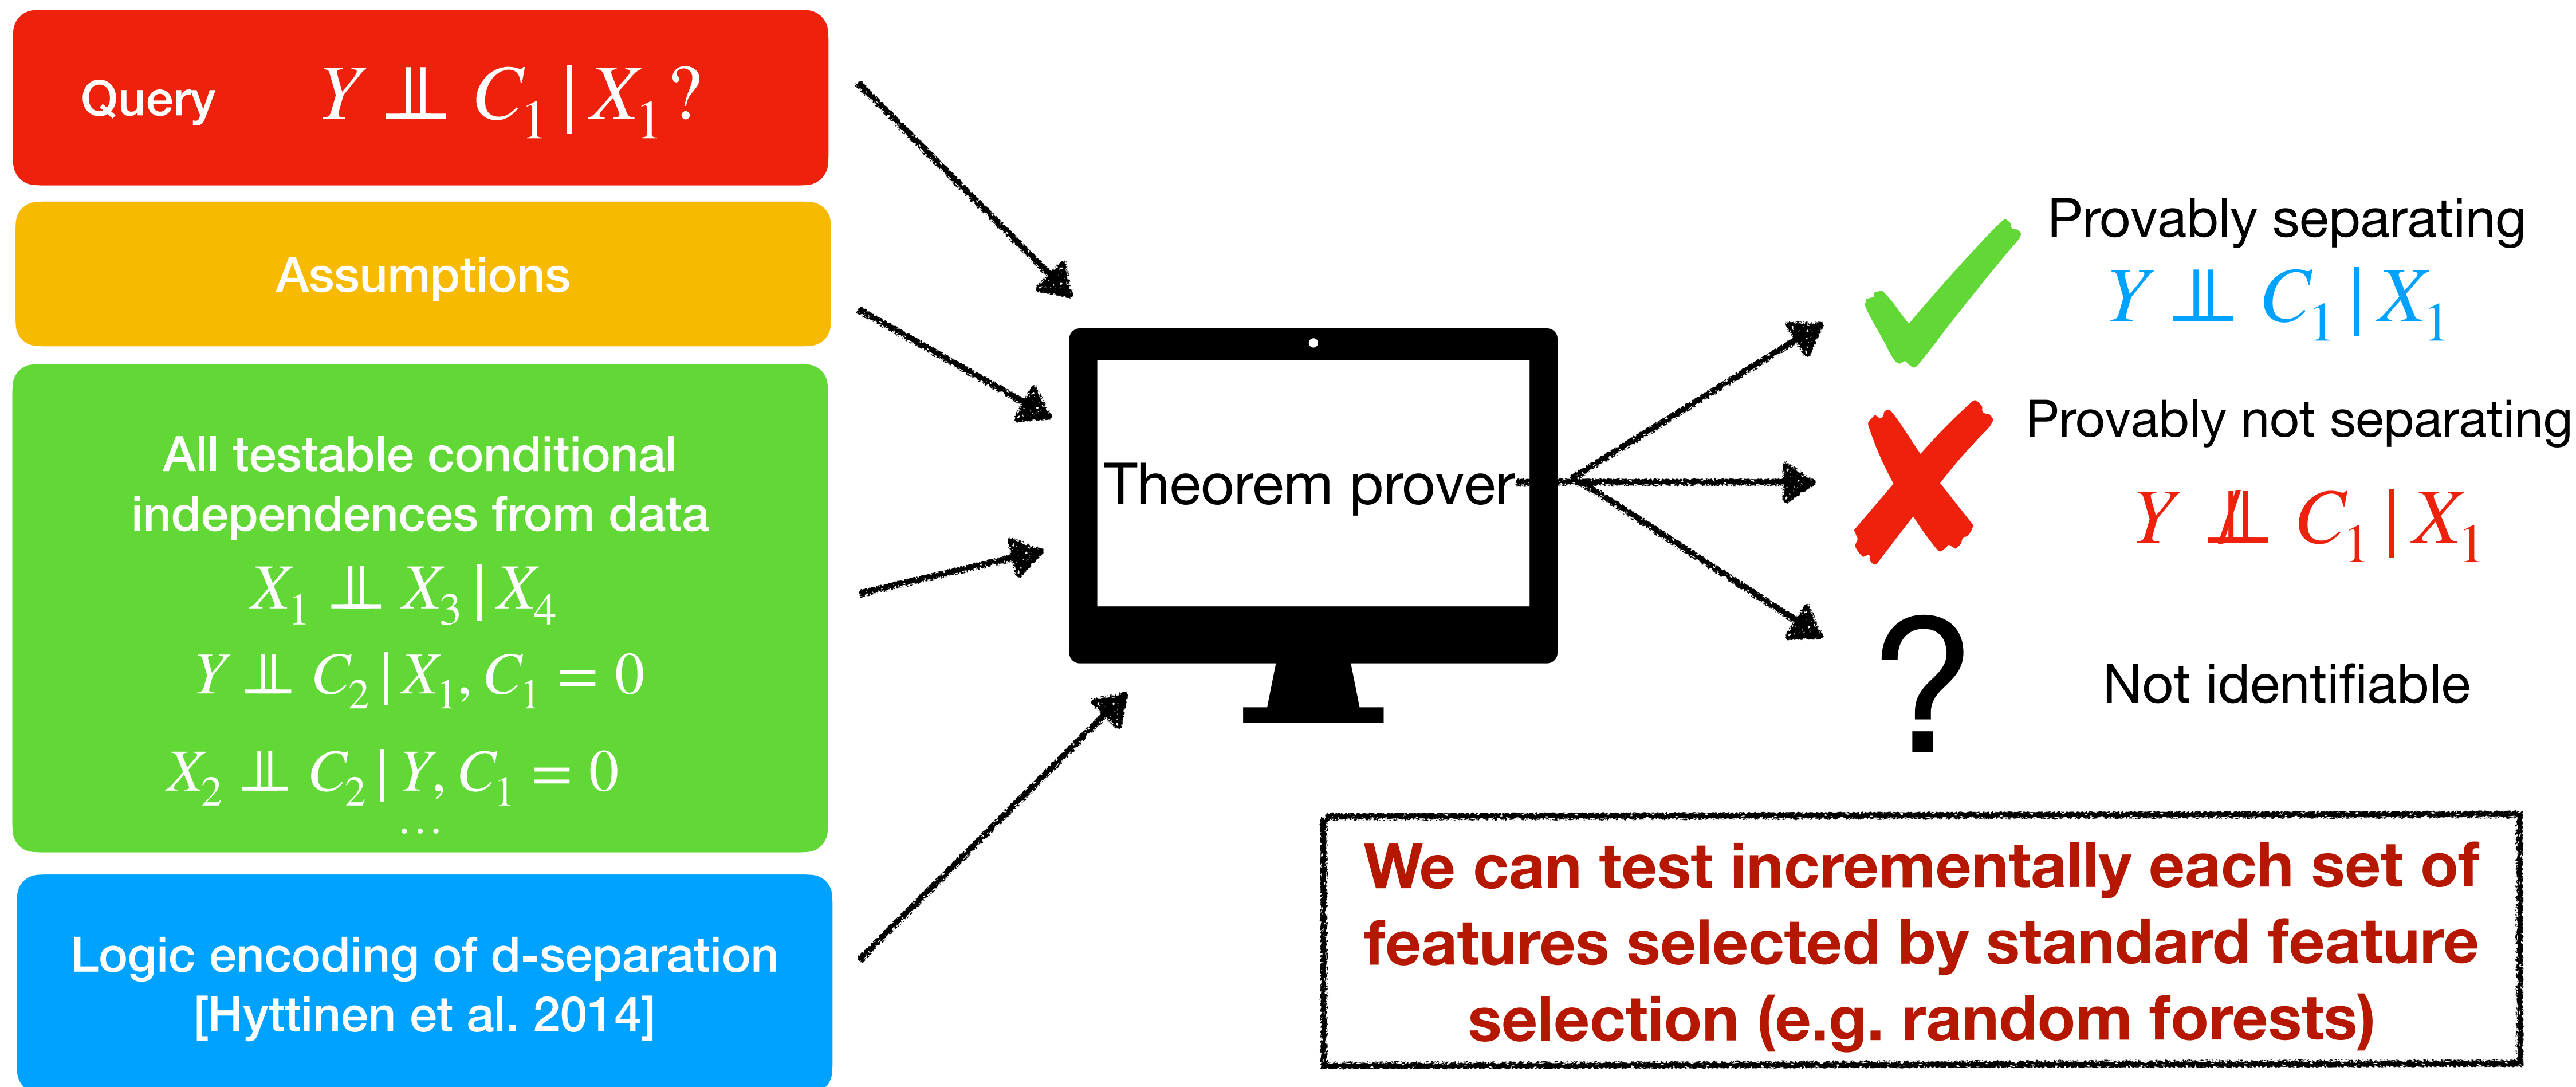 Query Y ⫫ C₁ | X₁ ?
Assumptions
All testable conditional
independences from data
X₁ ⫫ X₃ | X₄
Y ⫫ C₂ | X₁, C₁ = 0
X₂ ⫫ C₂ | Y, C₁ = 0
...
Logic encoding of d-separation
[Hyttinen et al. 2014]
Theorem prover
Provably separating
Y ⫫ C₁ | X₁
Provably not separating
Y ⫫̸ C₁ | X₁
?
Not identifiable
We can test incrementally each set of
features selected by standard feature
selection (e.g. random forests)